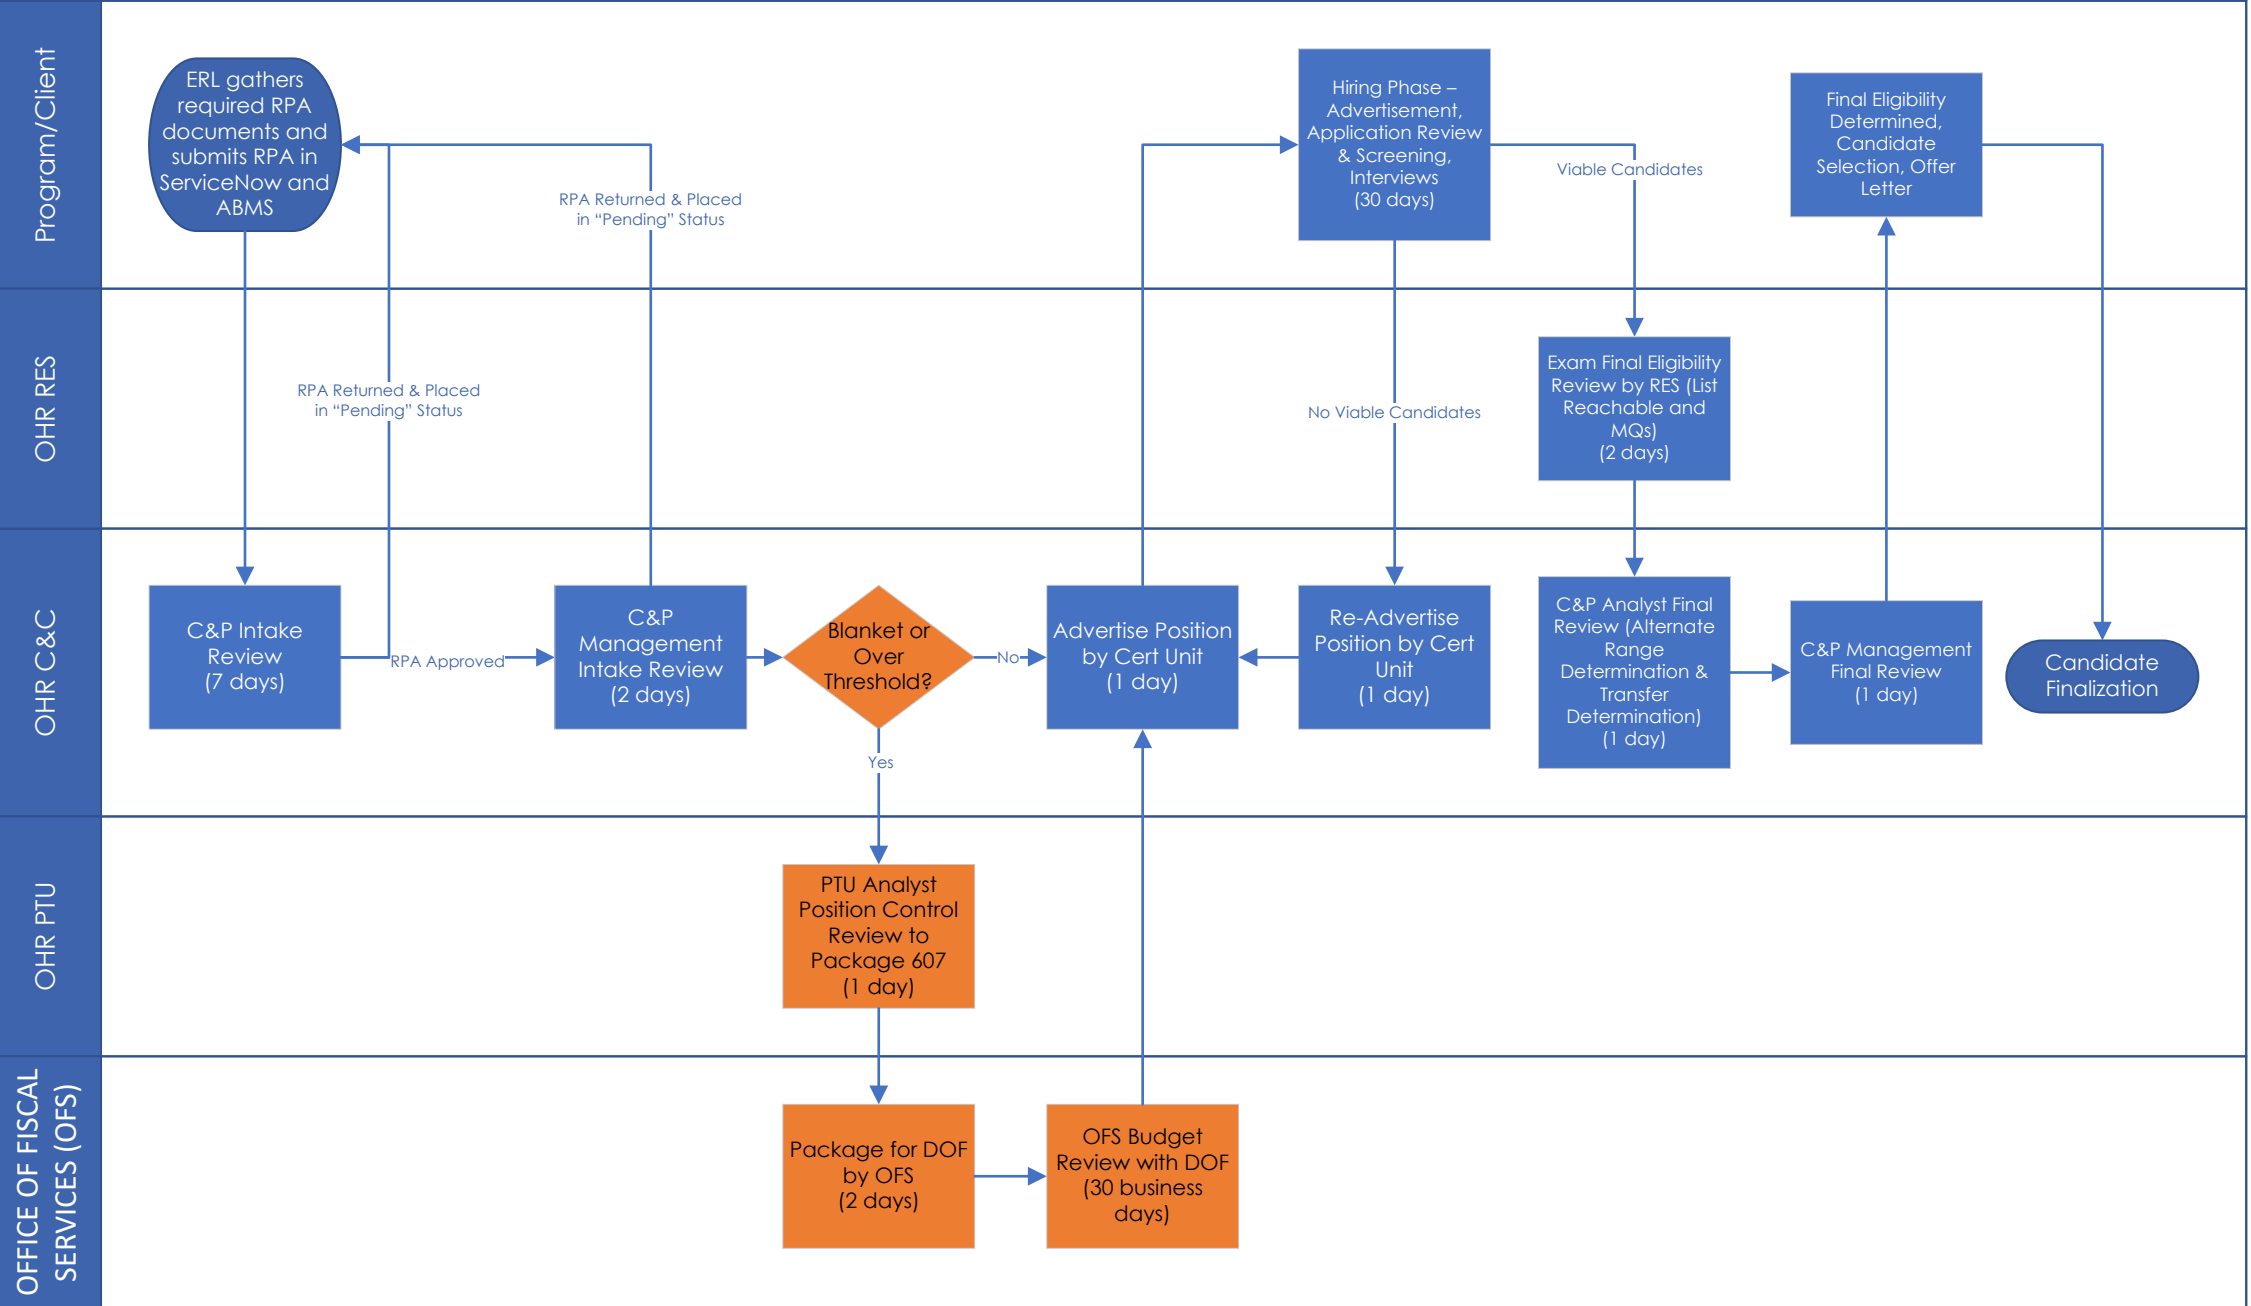 Program/Client
ERL gathers
required RPA
documents and
submits RPA in
ServiceNow and
ABMS
RPA Returned & Placed
in “Pending” Status
Hiring Phase –
Advertisement,
Application Review
& Screening,
Interviews
(30 days)
Viable Candidates
Final Eligibility
Determined,
Candidate
Selection, Offer
Letter
OHR RES
RPA Returned & Placed
in “Pending” Status
No Viable Candidates
Exam Final Eligibility
Review by RES (List
Reachable and
MQs)
(2 days)
OHR C&C
C&P Intake
Review
(7 days)
RPA Approved
C&P
Management
Intake Review
(2 days)
Blanket or
Over
Threshold?
No
Yes
Advertise Position
by Cert Unit
(1 day)
Re-Advertise
Position by Cert
Unit
(1 day)
C&P Analyst Final
Review (Alternate
Range
Determination &
Transfer
Determination)
(1 day)
C&P Management
Final Review
(1 day)
Candidate
Finalization
OHR PTU
PTU Analyst
Position Control
Review to
Package 607
(1 day)
OFFICE OF FISCAL
SERVICES (OFS)
Package for DOF
by OFS
(2 days)
OFS Budget
Review with DOF
(30 business
days)